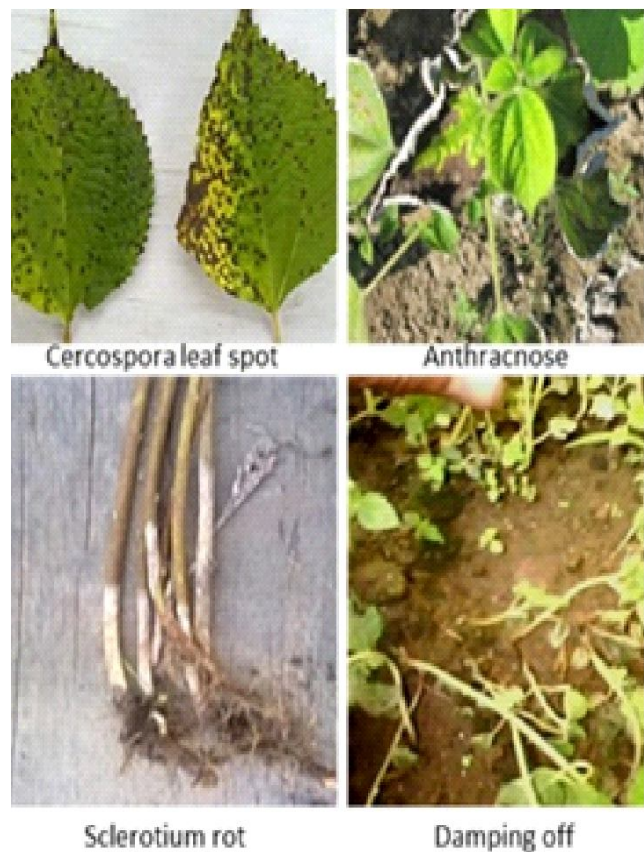 Cercospora leaf spot
Anthracnose
Sclerotium rot
Damping off